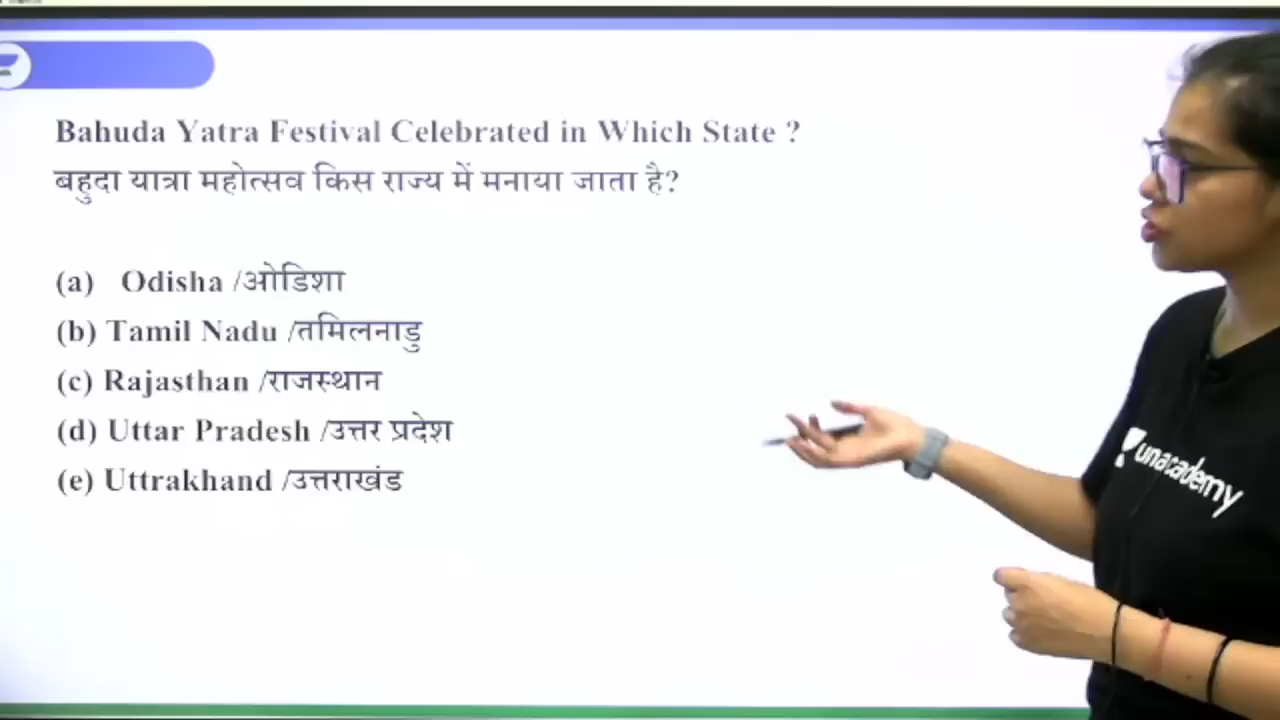 Bahuda Yatra Festival Celebrated in Which State ?
बहुदा यात्रा महोत्सव किस राज्य में मनाया जाता है?
(a) Odisha /ओडिशा
(b) Tamil Nadu /तमिलनाडु
(c) Rajasthan /राजस्थान
(d) Uttar Pradesh /उत्तर प्रदेश
(e) Uttrakhand /उत्तराखंड
unacademy